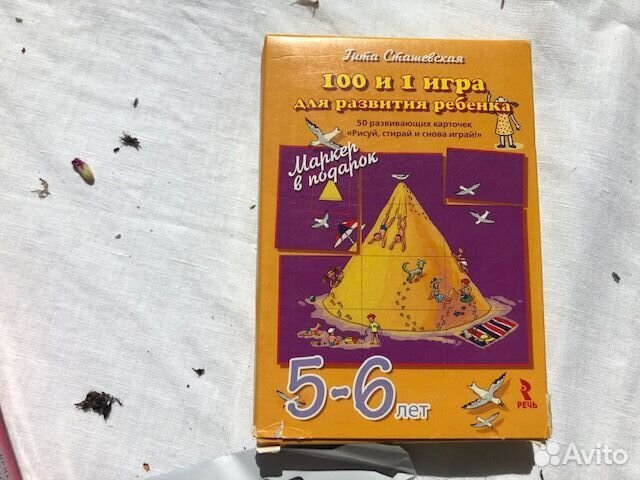 Гита Сташевская
100 и 1 игра
для развития ребенка
50 развивающих карточек
«Рисуй, стирай и снова играй!»
Маркер
в подарок
5-6 лет
РЕЧЬ
Avito